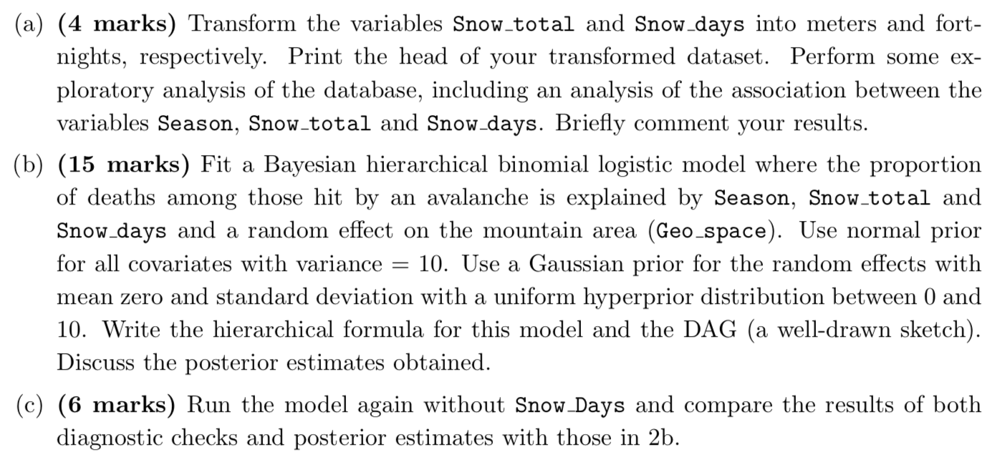 (a) (4 marks) Transform the variables Snow_total and Snow_days into meters and fort-
nights, respectively. Print the head of your transformed dataset. Perform some ex-
ploratory analysis of the database, including an analysis of the association between the
variables Season, Snow_total and Snow_days. Briefly comment your results.
(b) (15 marks) Fit a Bayesian hierarchical binomial logistic model where the proportion
of deaths among those hit by an avalanche is explained by Season, Snow_total and
Snow_days and a random effect on the mountain area (Geo_space). Use normal prior
for all covariates with variance = 10. Use a Gaussian prior for the random effects with
mean zero and standard deviation with a uniform hyperprior distribution between 0 and
10. Write the hierarchical formula for this model and the DAG (a well-drawn sketch).
Discuss the posterior estimates obtained.
(c) (6 marks) Run the model again without Snow_Days and compare the results of both
diagnostic checks and posterior estimates with those in 2b.